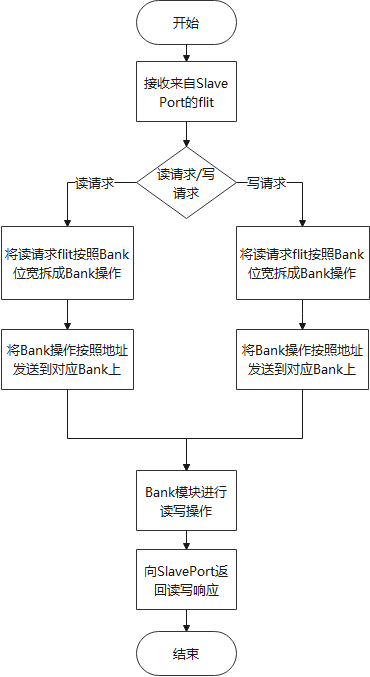 开始
接收来自Slave
Port的flit
读请求/写
请求
读请求
写请求
将读请求flit按照Bank
位宽拆成Bank操作
将读请求flit按照Bank
位宽拆成Bank操作
将Bank操作按照地址
发送到对应Bank上
将Bank操作按照地址
发送到对应Bank上
Bank模块进行
读写操作
向SlavePort返
回读写响应
结束